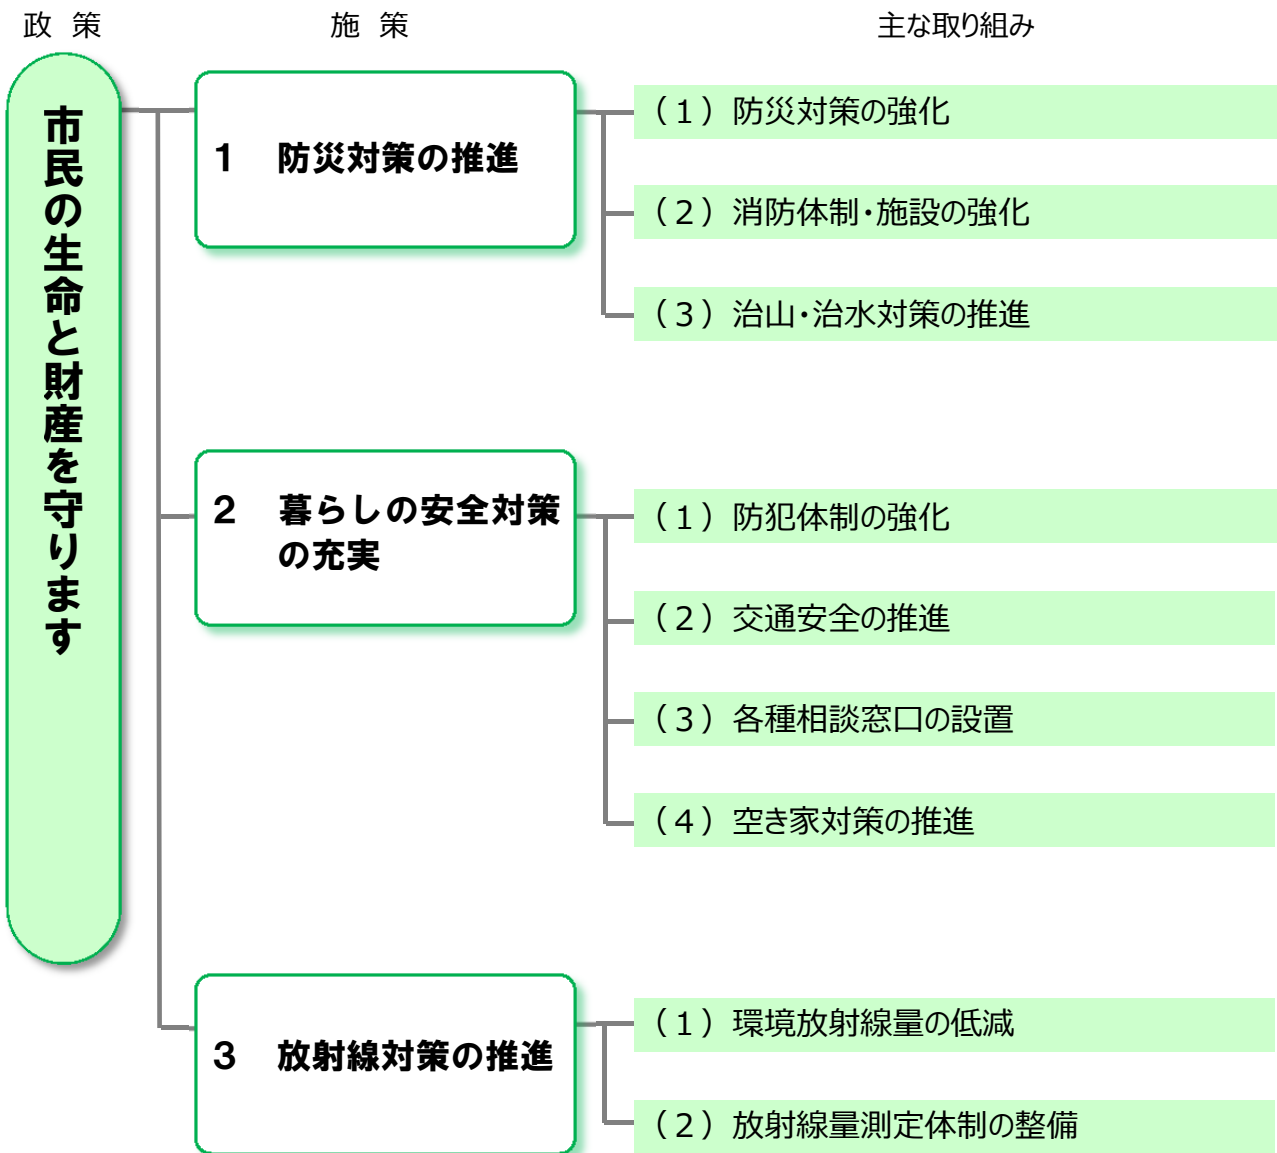 政 策
施 策
主な取り組み
市民の生命と財産を守ります
1 防災対策の推進
（1）防災対策の強化
（2）消防体制・施設の強化
（3）治山・治水対策の推進
2 暮らしの安全対策
の充実
（1）防犯体制の強化
（2）交通安全の推進
（3）各種相談窓口の設置
（4）空き家対策の推進
3 放射線対策の推進
（1）環境放射線量の低減
（2）放射線量測定体制の整備